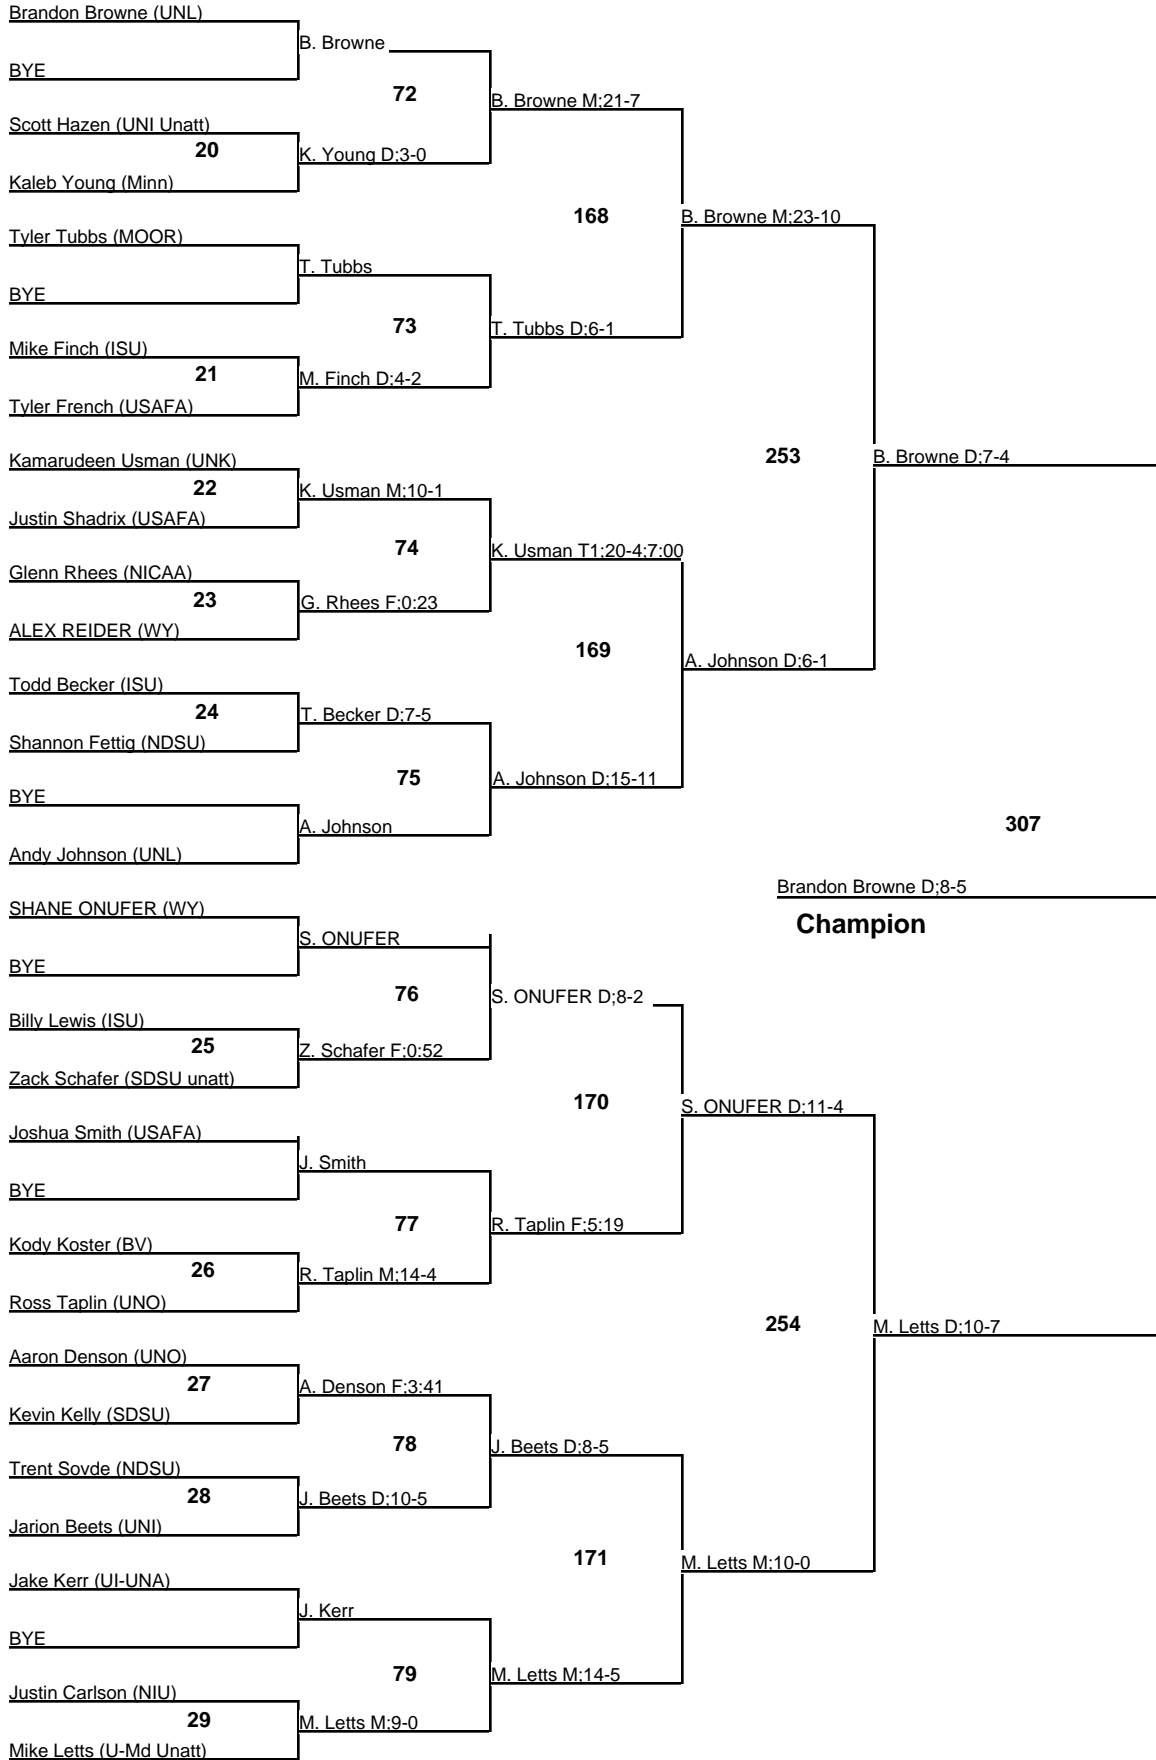 Brandon Browne (UNL)
B. Browne
BYE
72
B. Browne M;21-7
Scott Hazen (UNI Unatt)
20
K. Young D;3-0
Kaleb Young (Minn)
168
B. Browne M;23-10
Tyler Tubbs (MOOR)
T. Tubbs
BYE
73
T. Tubbs D;6-1
Mike Finch (ISU)
21
M. Finch D;4-2
Tyler French (USAFA)
253
B. Browne D;7-4
Kamarudeen Usman (UNK)
22
K. Usman M;10-1
Justin Shadrix (USAFA)
74
K. Usman T1;20-4;7:00
Glenn Rhees (NICAA)
23
G. Rhees F;0:23
ALEX REIDER (WY)
169
A. Johnson D;6-1
Todd Becker (ISU)
24
T. Becker D;7-5
Shannon Fettig (NDSU)
75
A. Johnson D;15-11
BYE
A. Johnson
Andy Johnson (UNL)
307
Brandon Browne D;8-5
Champion
SHANE ONUFER (WY)
S. ONUFER
BYE
76
S. ONUFER D;8-2
Billy Lewis (ISU)
25
Z. Schafer F;0:52
Zack Schafer (SDSU unatt)
170
S. ONUFER D;11-4
Joshua Smith (USAFA)
J. Smith
BYE
77
R. Taplin F;5:19
Kody Koster (BV)
26
R. Taplin M;14-4
Ross Taplin (UNO)
254
M. Letts D;10-7
Aaron Denson (UNO)
27
A. Denson F;3:41
Kevin Kelly (SDSU)
78
J. Beets D;8-5
Trent Sovde (NDSU)
28
J. Beets D;10-5
Jarion Beets (UNI)
171
M. Letts M;10-0
Jake Kerr (UI-UNA)
J. Kerr
BYE
79
M. Letts M;14-5
Justin Carlson (NIU)
29
M. Letts M;9-0
Mike Letts (U-Md Unatt)